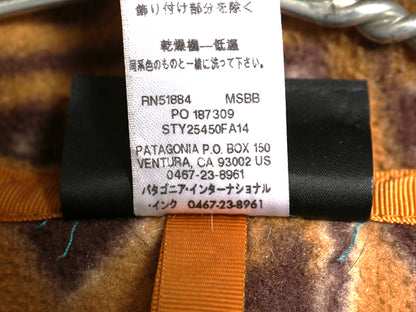 飾り付け部分を除く
乾燥機—低温
同系色のものと一緒に洗って下さい。
RN51884 MSBB
PO 187309
STY25450FA14
PATAGONIA P.O. BOX 150
VENTURA, CA 93002 US
0467-23-8961
パタゴニア・インターナショナル
・インク 0467-23-8961